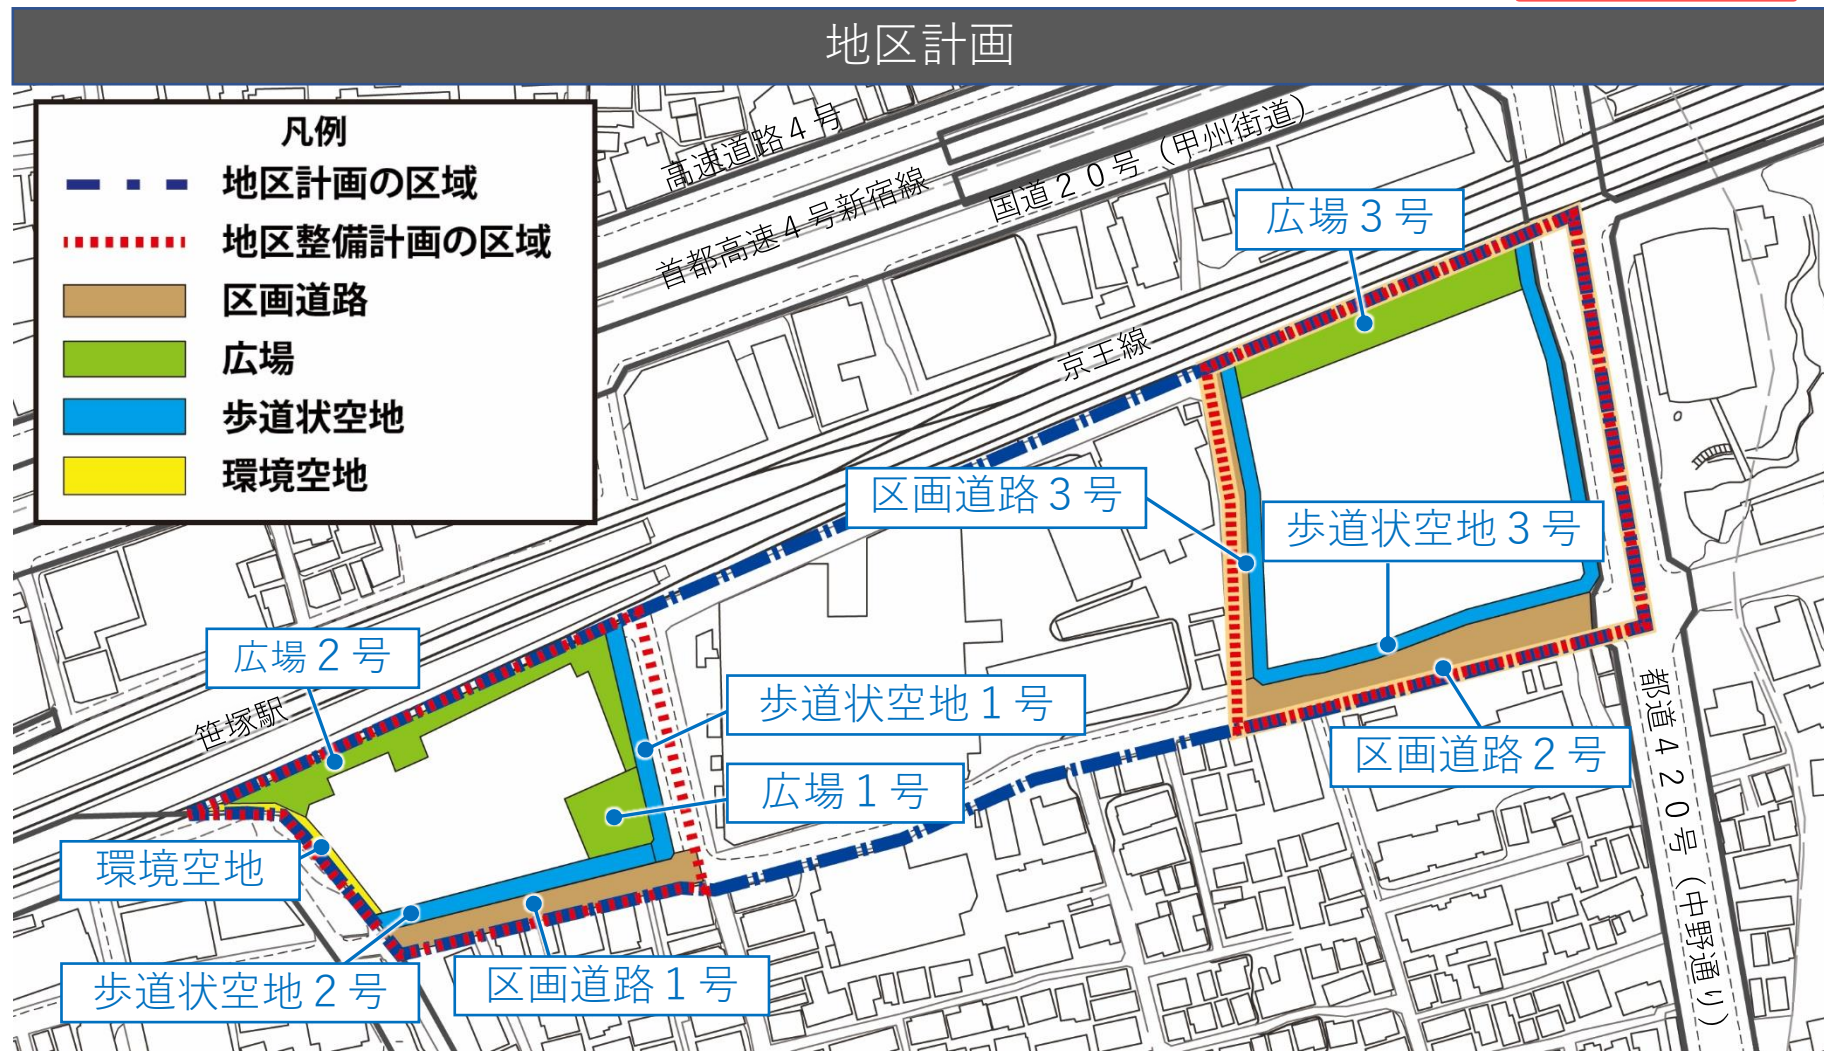 地区計画
凡例
地区計画の区域
地区整備計画の区域
区画道路
広場
歩道状空地
環境空地
高速道路4号
首都高速4号新宿線
国道20号（甲州街道）
京王線
笹塚駅
広場3号
区画道路3号
歩道状空地3号
広場2号
歩道状空地1号
区画道路2号
広場1号
環境空地
歩道状空地2号
区画道路1号
都道420号（中野通り）